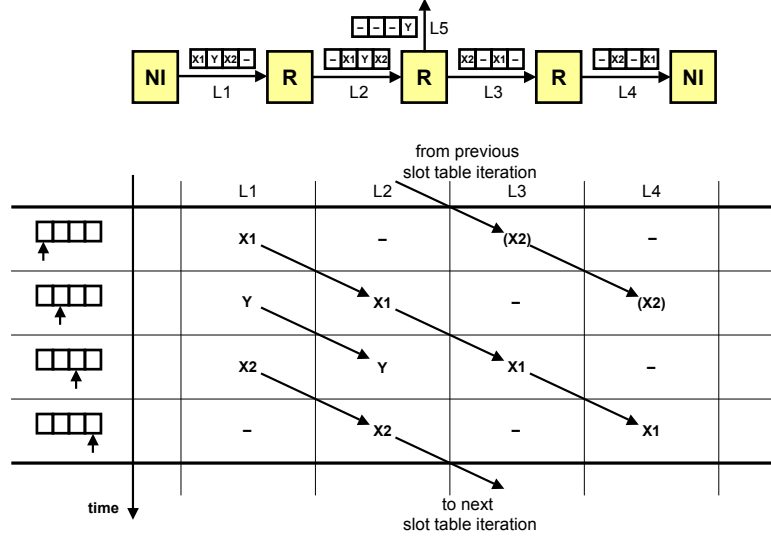 – – – Y
L5
X1 Y X2 –
– X1 Y X2
X2 – X1 –
– X2 – X1
NI R R R NI
L1 L2 L3 L4
from previous
slot table iteration
L1 L2 L3 L4
X1 – (X2) –
Y X1 – (X2)
X2 Y X1 –
– X2 – X1
time
to next
slot table iteration